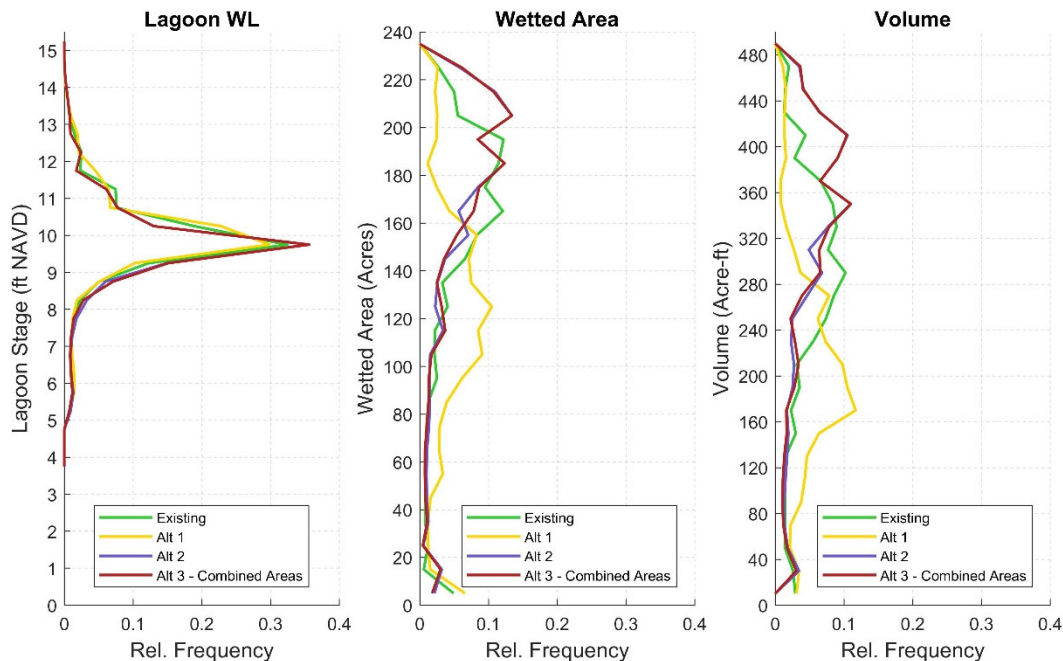 Lagoon WL
Lagoon Stage (ft NAVD)
15
14
13
12
11
10
9
8
7
6
5
4
3
2
1
0
Existing
Alt 1
Alt 2
Alt 3 - Combined Areas
0 0.1 0.2 0.3 0.4
Rel. Frequency
Wetted Area
Wetted Area (Acres)
240
220
200
180
160
140
120
100
80
60
40
20
0
Existing
Alt 1
Alt 2
Alt 3 - Combined Areas
0 0.1 0.2 0.3 0.4
Rel. Frequency
Volume
Volume (Acre-ft)
480
440
400
360
320
280
240
200
160
120
80
40
0
Existing
Alt 1
Alt 2
Alt 3 - Combined Areas
0 0.1 0.2 0.3 0.4
Rel. Frequency